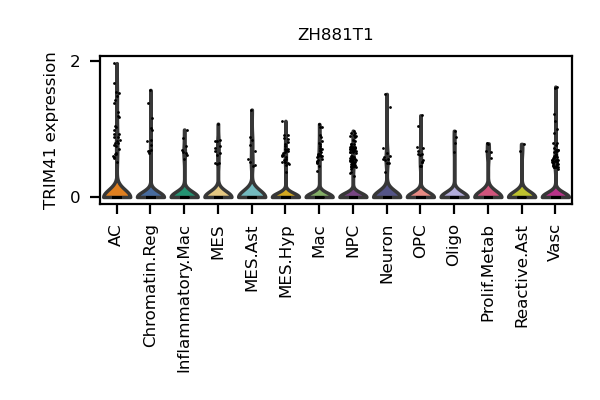 ZH881T1
TRIM41 expression
2
0
AC
Chromatin.Reg
Inflammatory.Mac
MES
MES.Ast
MES.Hyp
Mac
NPC
Neuron
OPC
Oligo
Prolif.Metab
Reactive.Ast
Vasc